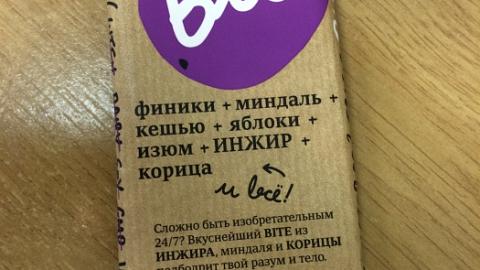 Bite
финики + миндаль +
кешью + яблоки +
изюм + ИНЖИР +
корица
и всё!
Сложно быть изобретательным
24/7? Вкуснейший BITE из
ИНЖИРА, миндаля и КОРИЦЫ
взбодрит твой разум и тело.